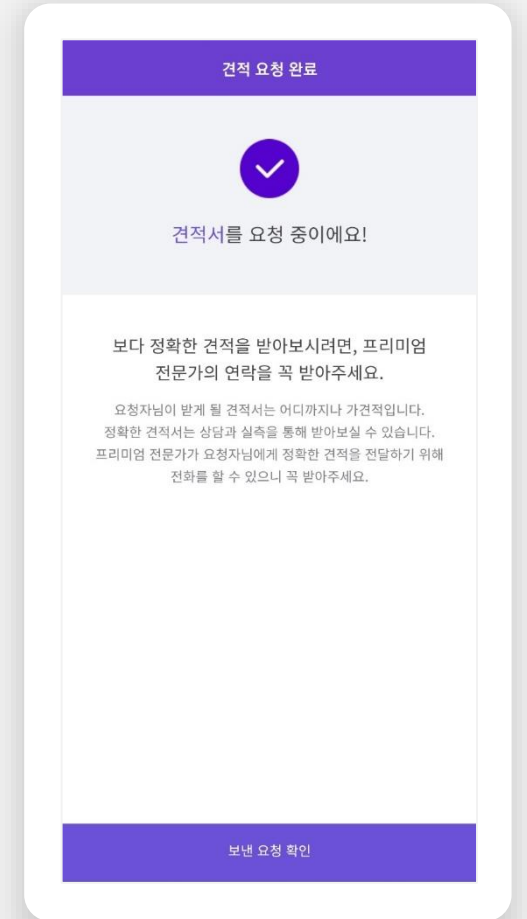 견적 요청 완료
견적서를 요청 중이에요!
보다 정확한 견적을 받아보시려면, 프리미엄
전문가의 연락을 꼭 받아주세요.
요청자님이 받게 될 견적서는 어디까지나 가견적입니다.
정확한 견적서는 상담과 실측을 통해 받아보실 수 있습니다.
프리미엄 전문가가 요청자님에게 정확한 견적을 전달하기 위해
전화를 할 수 있으니 꼭 받아주세요.
보낸 요청 확인